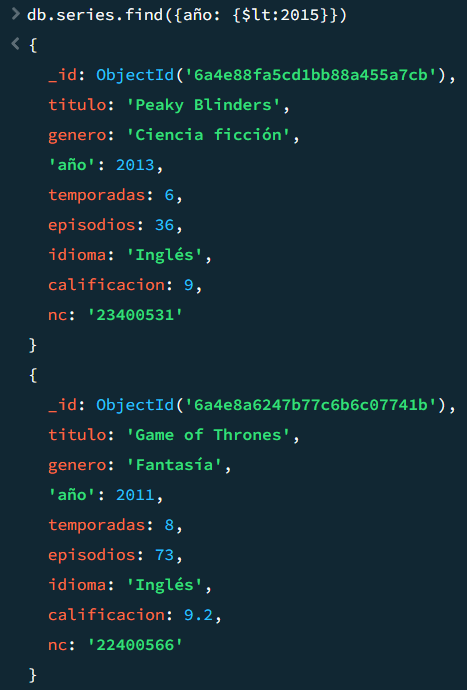 > db.series.find({año: {$lt:2015}})
< {
_id: ObjectId('6a4e88fa5cd1bb88a455a7cb'),
titulo: 'Peaky Blinders',
genero: 'Ciencia ficción',
'año': 2013,
temporadas: 6,
episodios: 36,
idioma: 'Inglés',
calificacion: 9,
nc: '23400531'
}
{
_id: ObjectId('6a4e8a6247b77c6b6c07741b'),
titulo: 'Game of Thrones',
genero: 'Fantasía',
'año': 2011,
temporadas: 8,
episodios: 73,
idioma: 'Inglés',
calificacion: 9.2,
nc: '22400566'
}